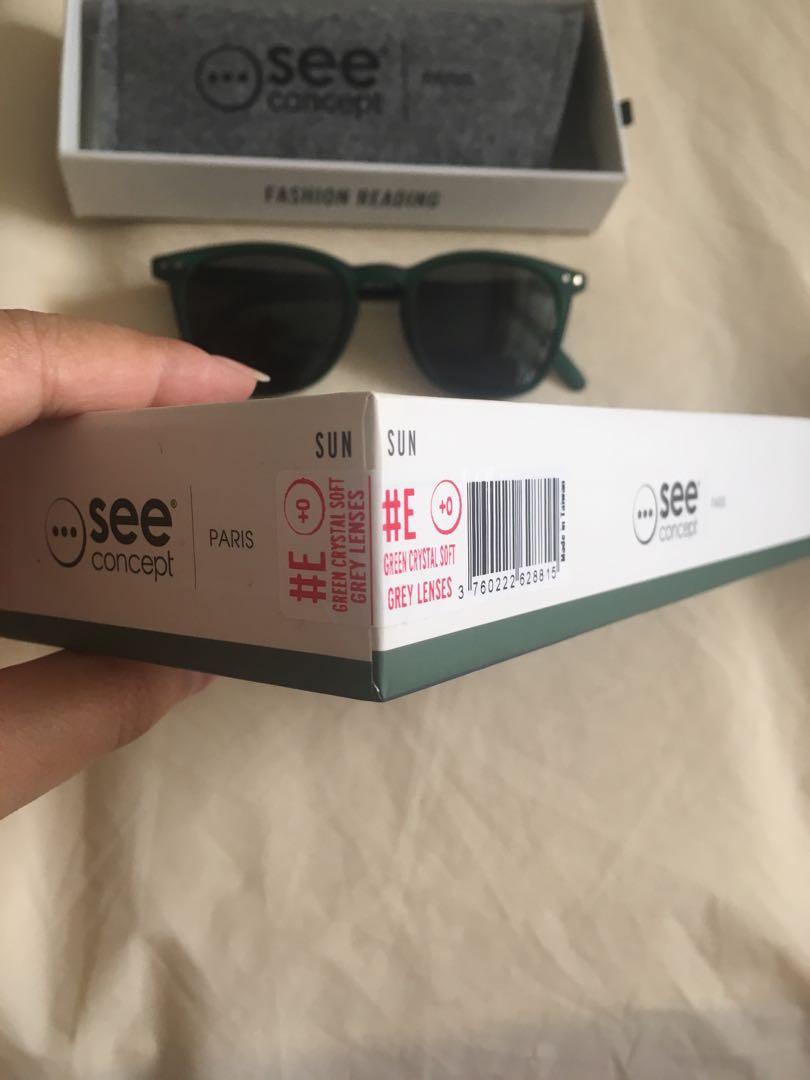 see
concept
PARIS
FASHION READING
SUN
see
concept
PARIS
#E +0
GREEN CRYSTAL SOFT
GREY LENSES
SUN
#E +0
GREEN CRYSTAL SOFT
GREY LENSES
3 760222 628815
Made in Taiwan
see
concept
PARIS